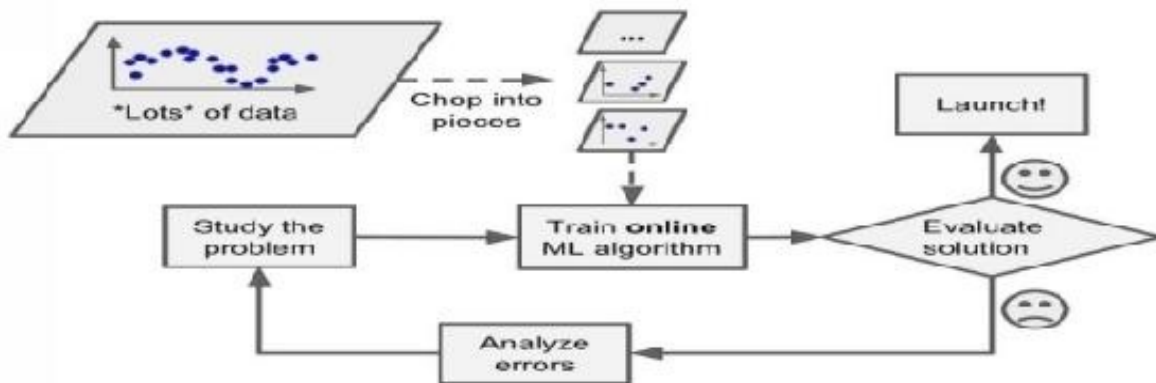 ...
*Lots* of data
Chop into
pieces
Launch!
Study the
problem
Train online
ML algorithm
Evaluate
solution
Analyze
errors